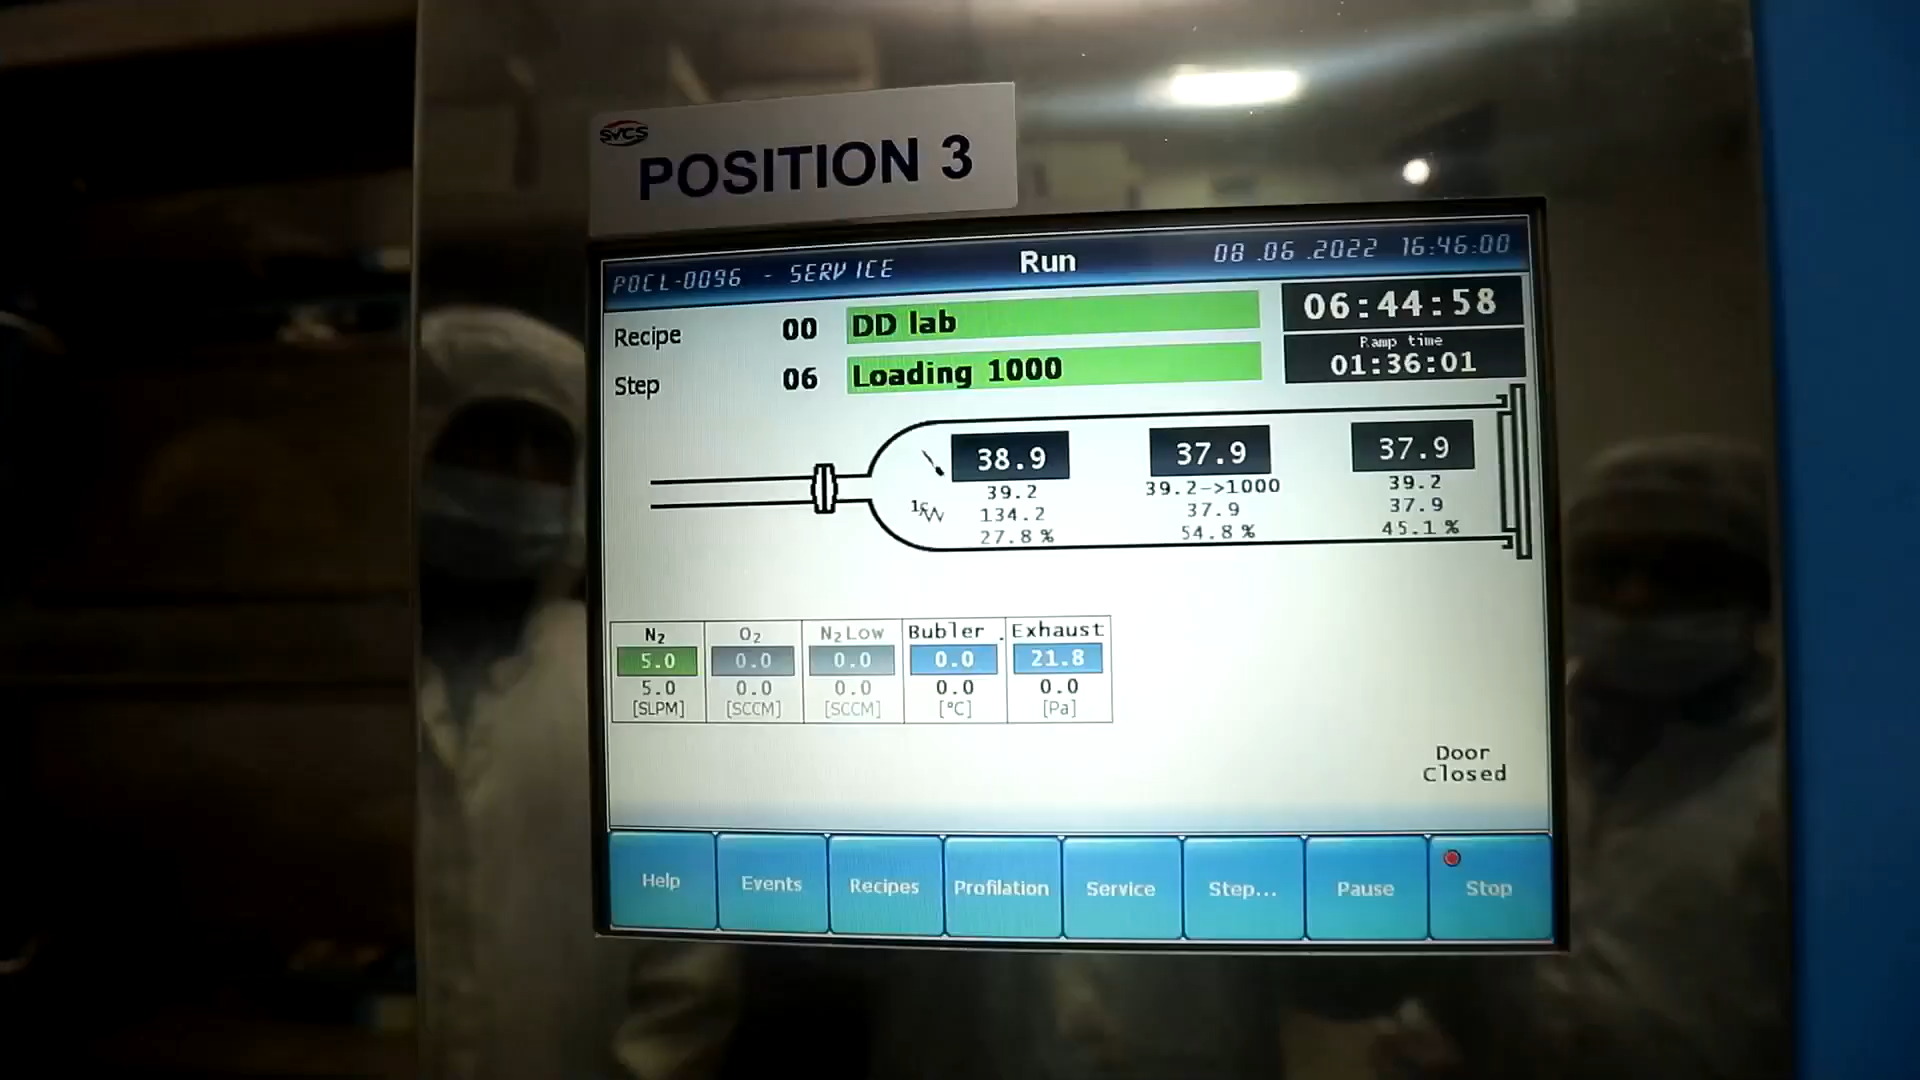 SVCS
POSITION 3
POCL-0096 - SERVICE Run 08.06.2022 16:46:00
Recipe 00 DD lab 06:44:58
Step 06 Loading 1000 Ramp time
01:36:01
38.9 37.9 37.9
39.2 39.2->1000 39.2
134.2 37.9 37.9
27.8% 54.8% 45.1%
N2 O2 N2 Low Bubler . Exhaust
5.0 0.0 0.0 0.0 21.8
5.0 0.0 0.0 0.0 0.0
[SLPM] [SCCM] [SCCM] [°C] [Pa]
Door
Closed
Help Events Recipes Profilation Service Step... Pause Stop